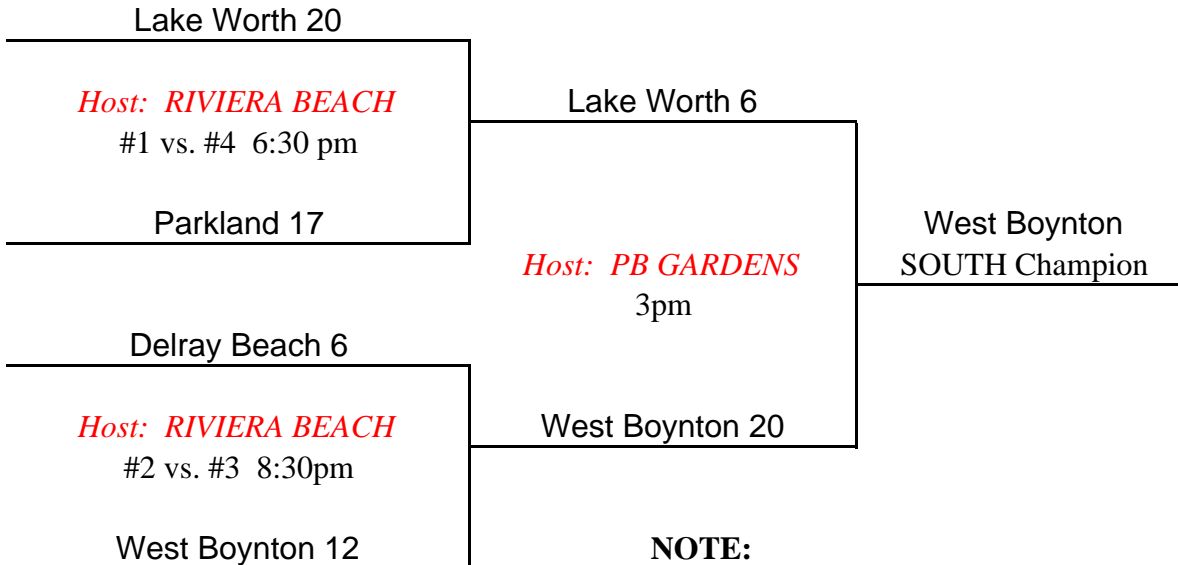 Lake Worth 20
Host: RIVIERA BEACH
#1 vs. #4 6:30 pm
Parkland 17
Lake Worth 6
Host: PB GARDENS
3pm
West Boynton
SOUTH Champion
Delray Beach 6
Host: RIVIERA BEACH
#2 vs. #3 8:30pm
West Boynton 12
West Boynton 20
NOTE: